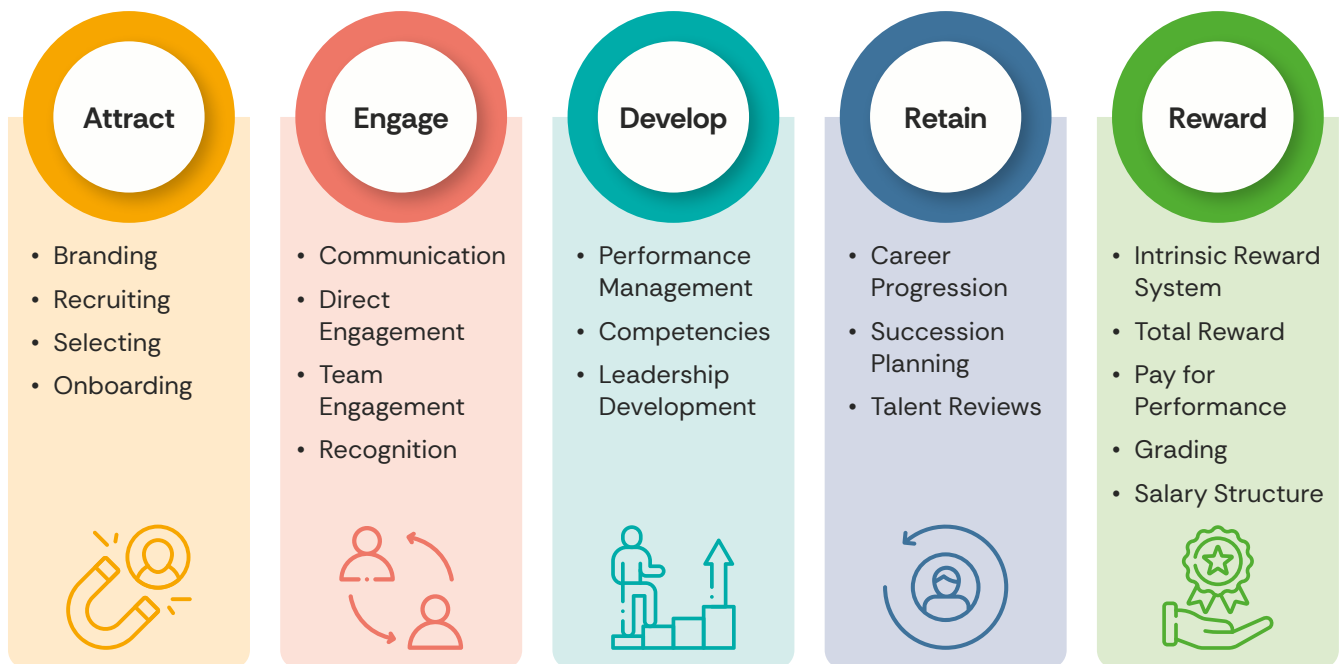 Attract
• Branding
• Recruiting
• Selecting
• Onboarding
Engage
• Communication
• Direct
Engagement
• Team
Engagement
• Recognition
Develop
• Performance
Management
• Competencies
• Leadership
Development
Retain
• Career
Progression
• Succession
Planning
• Talent Reviews
Reward
• Intrinsic Reward
System
• Total Reward
• Pay for
Performance
• Grading
• Salary Structure